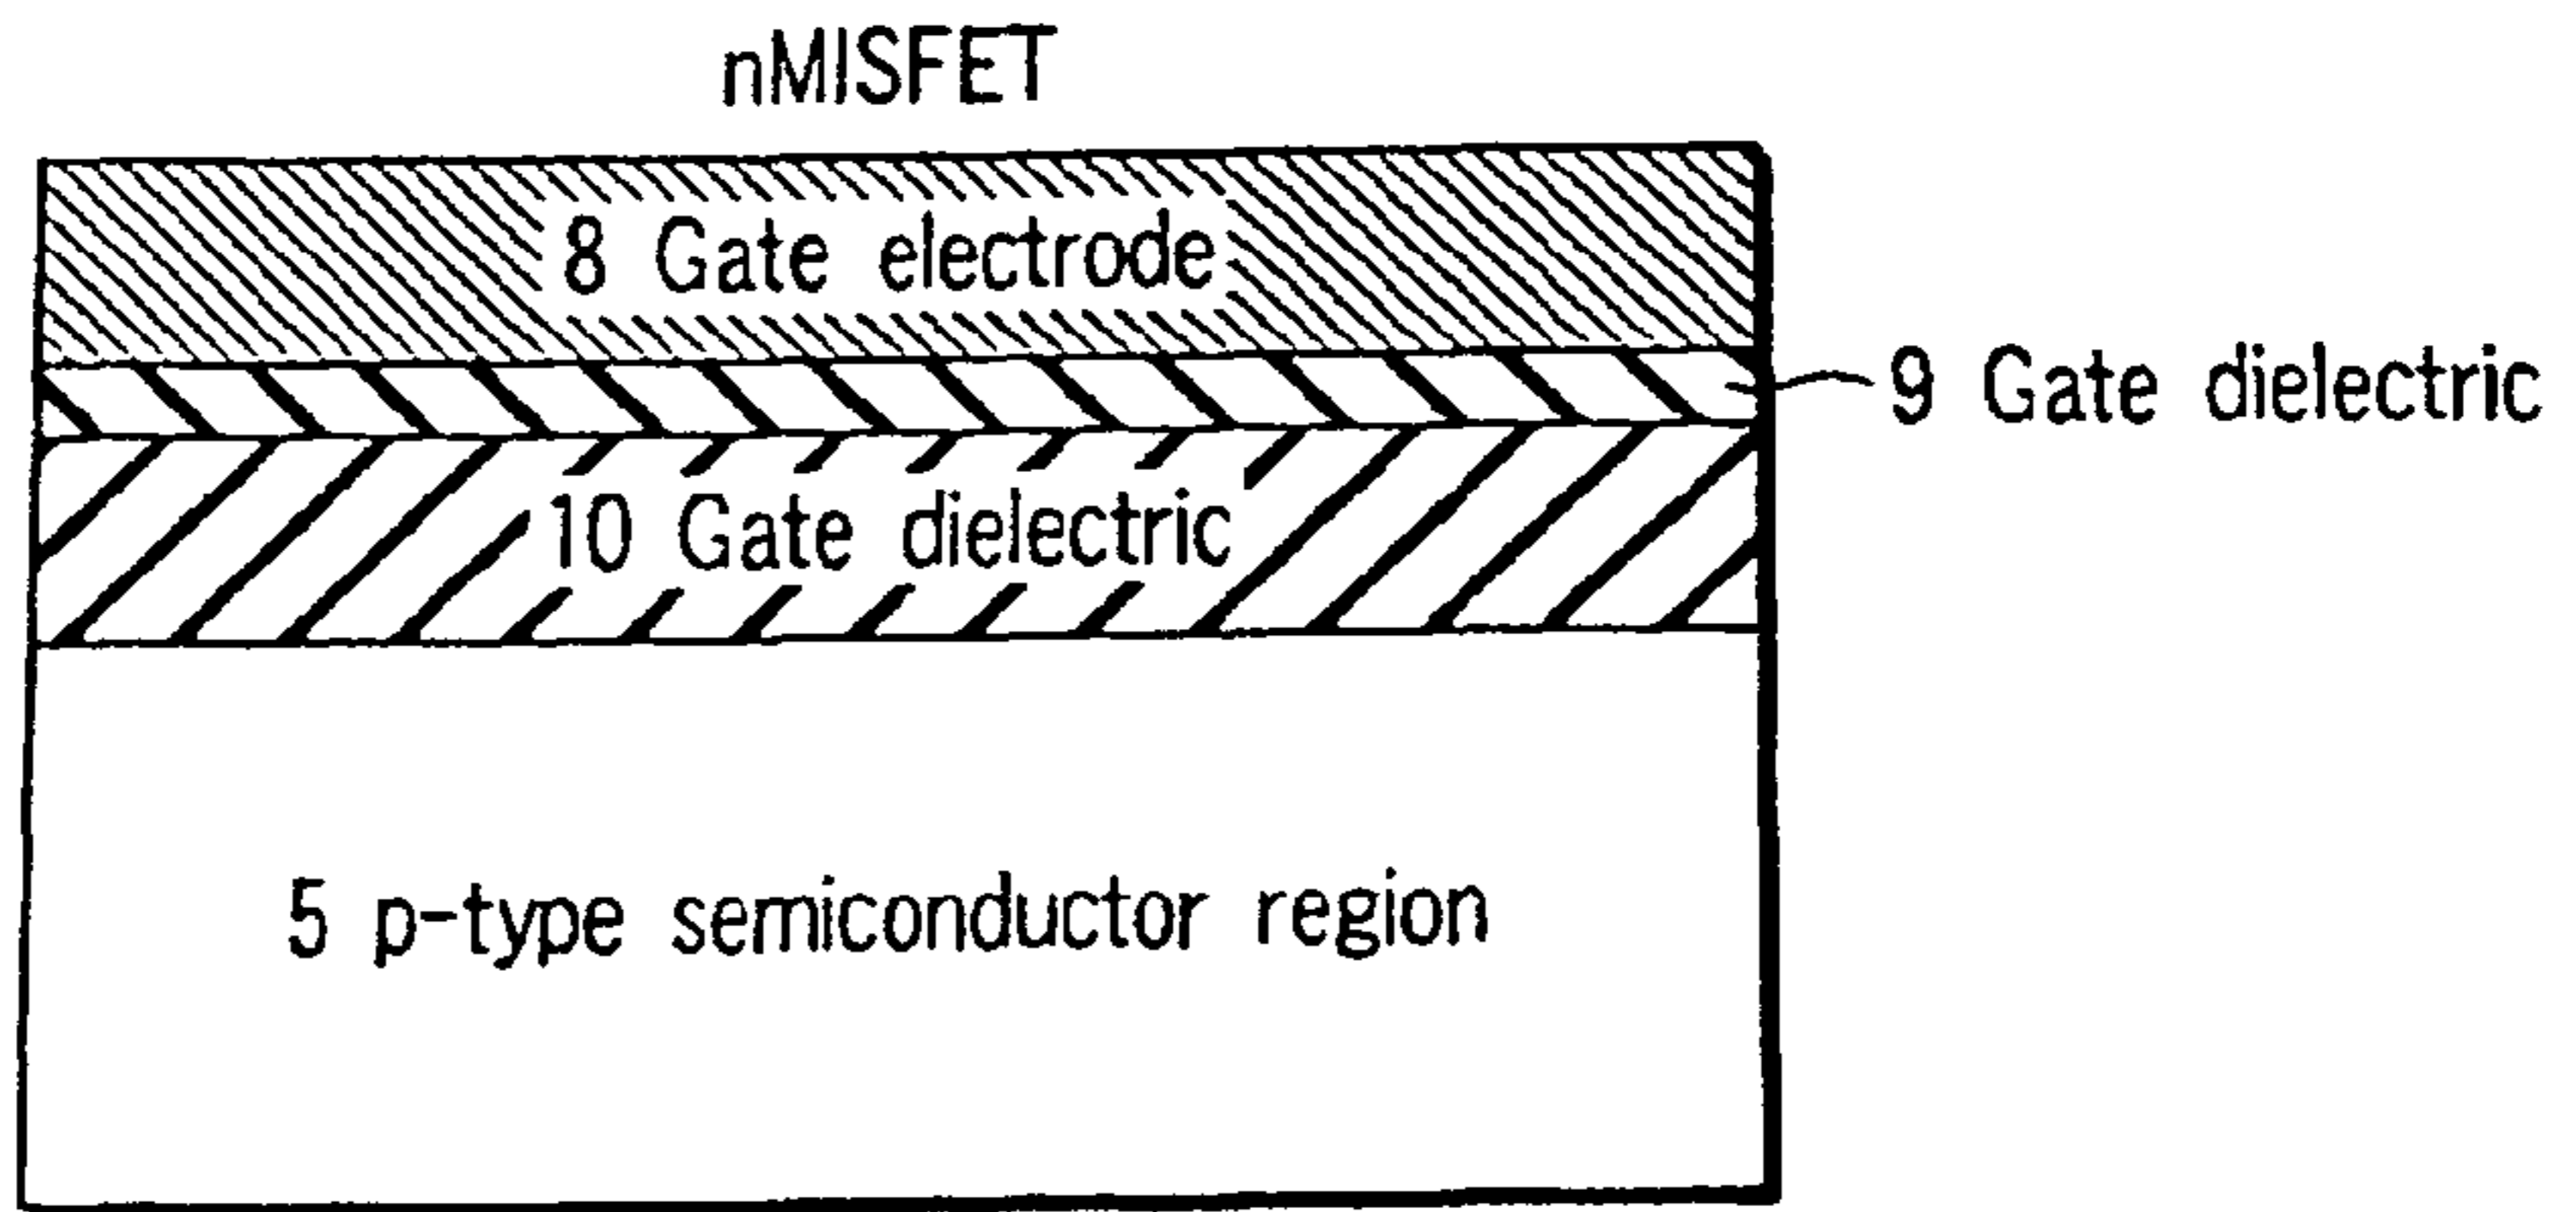 nMISFET
8 Gate electrode
9 Gate dielectric
10 Gate dielectric
5 p-type semiconductor region